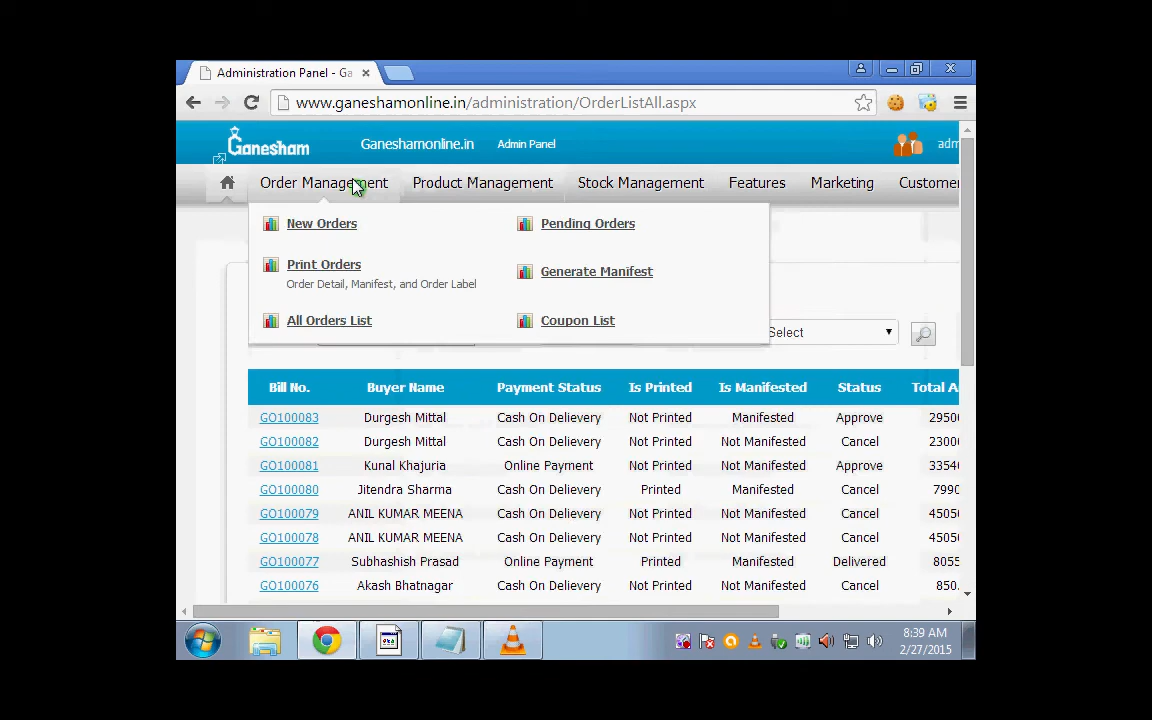 Administration Panel - Ga
www.ganeshamonline.in/administration/OrderListAll.aspx
Ganesham Ganeshamonline.in Admin Panel adm
Order Management Product Management Stock Management Features Marketing Custome
New Orders Pending Orders
Print Orders Generate Manifest
Order Detail, Manifest, and Order Label
All Orders List Coupon List
Select
Bill No. Buyer Name Payment Status Is Printed Is Manifested Status Total A
GO100083 Durgesh Mittal Cash On Delievery Not Printed Manifested Approve 2950
GO100082 Durgesh Mittal Cash On Delievery Not Printed Not Manifested Cancel 2300
GO100081 Kunal Khajuria Online Payment Not Printed Not Manifested Approve 3354
GO100080 Jitendra Sharma Cash On Delievery Printed Manifested Cancel 7990
GO100079 ANIL KUMAR MEENA Cash On Delievery Not Printed Not Manifested Cancel 4505
GO100078 ANIL KUMAR MEENA Cash On Delievery Not Printed Not Manifested Cancel 4505
GO100077 Subhashish Prasad Online Payment Printed Manifested Delivered 8055
GO100076 Akash Bhatnagar Cash On Delievery Not Printed Not Manifested Cancel 850.
8:39 AM
2/27/2015